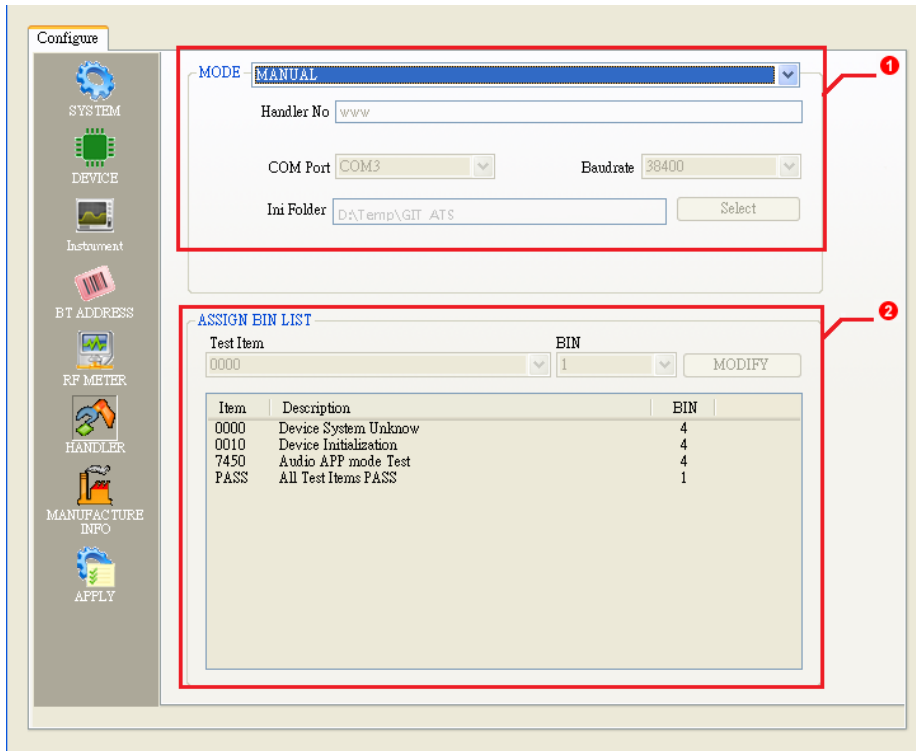 Configure
SYSTEM
DEVICE
Instrument
BT ADDRESS
RF METER
HANDLER
MANUFACTURE
INFO
APPLY
MODE MANUAL
1
Handler No www
COM Port COM3 Baudrate 38400
Ini Folder D:\Temp\GIT ATS Select
ASSIGN BIN LIST
2
Test Item BIN
0000 1 MODIFY
Item Description BIN
0000 Device System Unknow 4
0010 Device Initialization 4
7450 Audio APP mode Test 4
PASS All Test Items PASS 1